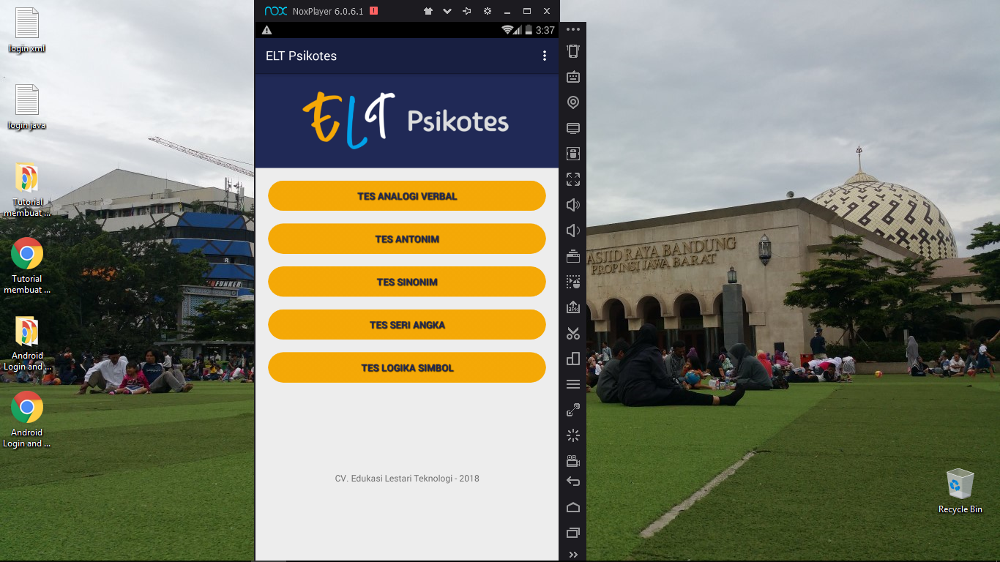 login.xml
login.java
Tutorial
membuat ...
Tutorial
membuat ...
Android
Login and ...
Android
Login and ...
nox NoxPlayer 6.0.6.1
3:37
ELT Psikotes
ELT Psikotes
TES ANALOGI VERBAL
TES ANTONIM
TES SINONIM
TES SERI ANGKA
TES LOGIKA SIMBOL
CV. Edukasi Lestari Teknologi - 2018
RAYA BANDUNG
PROPINSI JAWA BARAT
Recycle Bin